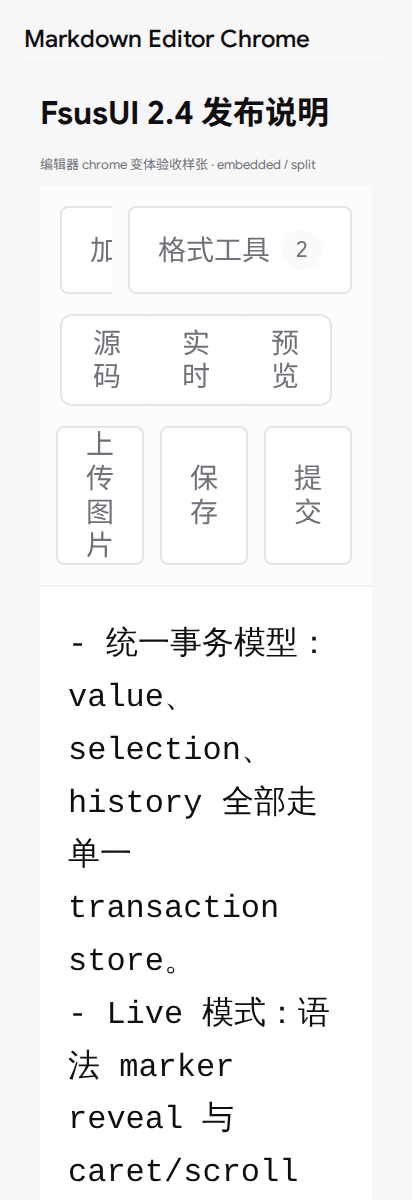 Markdown Editor Chrome
FsusUI 2.4 发布说明
编辑器 chrome 变体验收样张 · embedded / split
加 格式工具 2
源码 实时 预览
上传图片 保存 提交
- 统一事务模型：
value、
selection、
history 全部走
单一
transaction
store。
- Live 模式：语
法 marker
reveal 与
caret/scroll